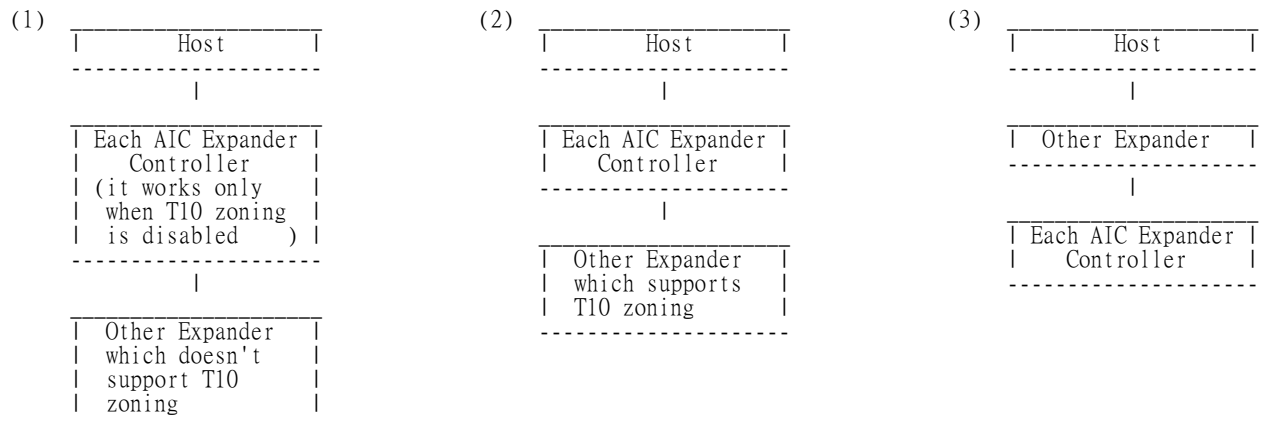 (1)
Host
Each AIC Expander
Controller
(it works only
when T10 zoning
is disabled )
Other Expander
which doesn't
support T10
zoning
(2)
Host
Each AIC Expander
Controller
Other Expander
which supports
T10 zoning
(3)
Host
Other Expander
Each AIC Expander
Controller